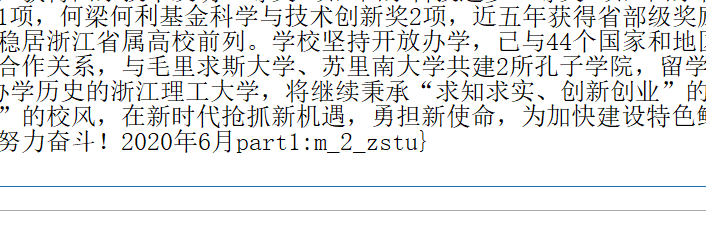 1项，何梁何利基金科学与技术创新奖2项，近五年获得省部级奖
稳居浙江省属高校前列。学校坚持开放办学，已与44个国家和地
合作关系，与毛里求斯大学、苏里南大学共建2所孔子学院，留学
办学历史的浙江理工大学，将继续秉承“求知求实、创新创业”的
”的校风，在新时代抢抓新机遇，勇担新使命，为加快建设特色
努力奋斗！2020年6月part1:m_2_zstu}